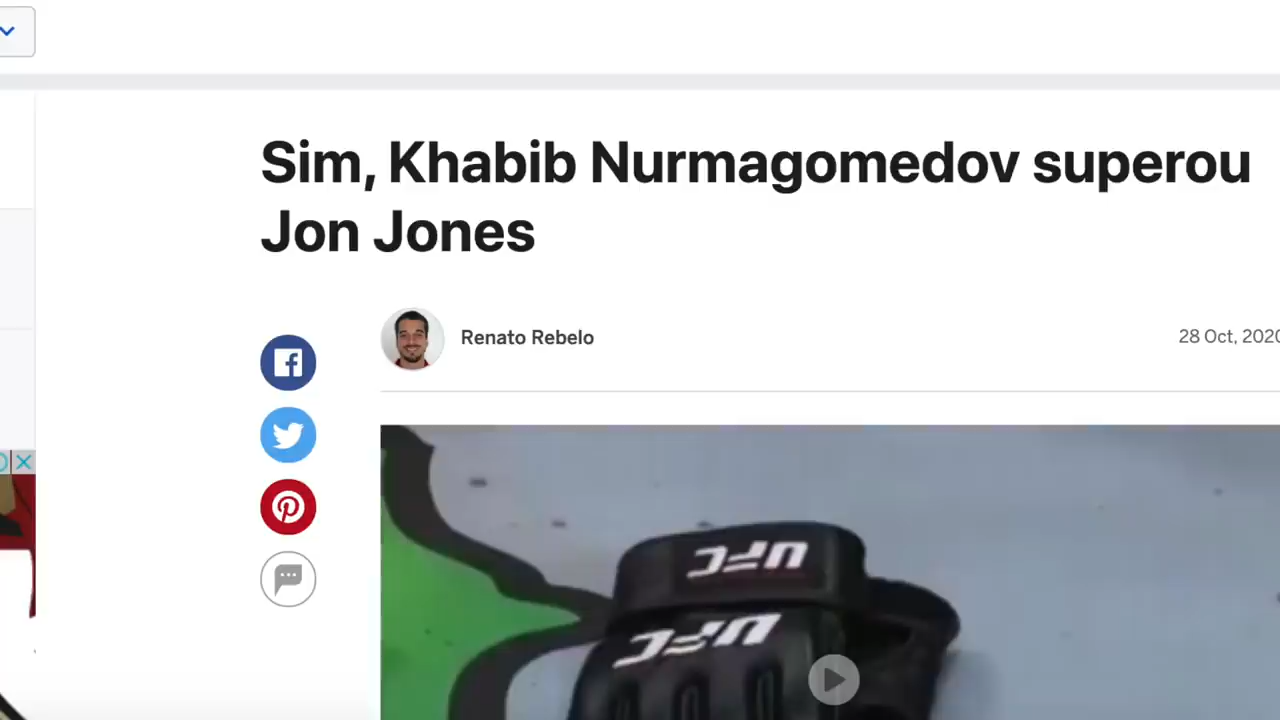 Sim, Khabib Nurmagomedov superou
Jon Jones
Renato Rebelo
28 Oct, 2020
UFC
UFC